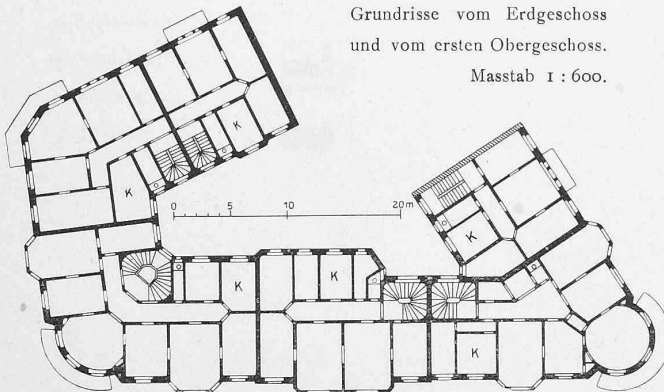 Grundrisse vom Erdgeschoss
und vom ersten Obergeschoss.
Masstab 1 : 600.
K
K
K
0 5 10 20 m
K
K
K
K